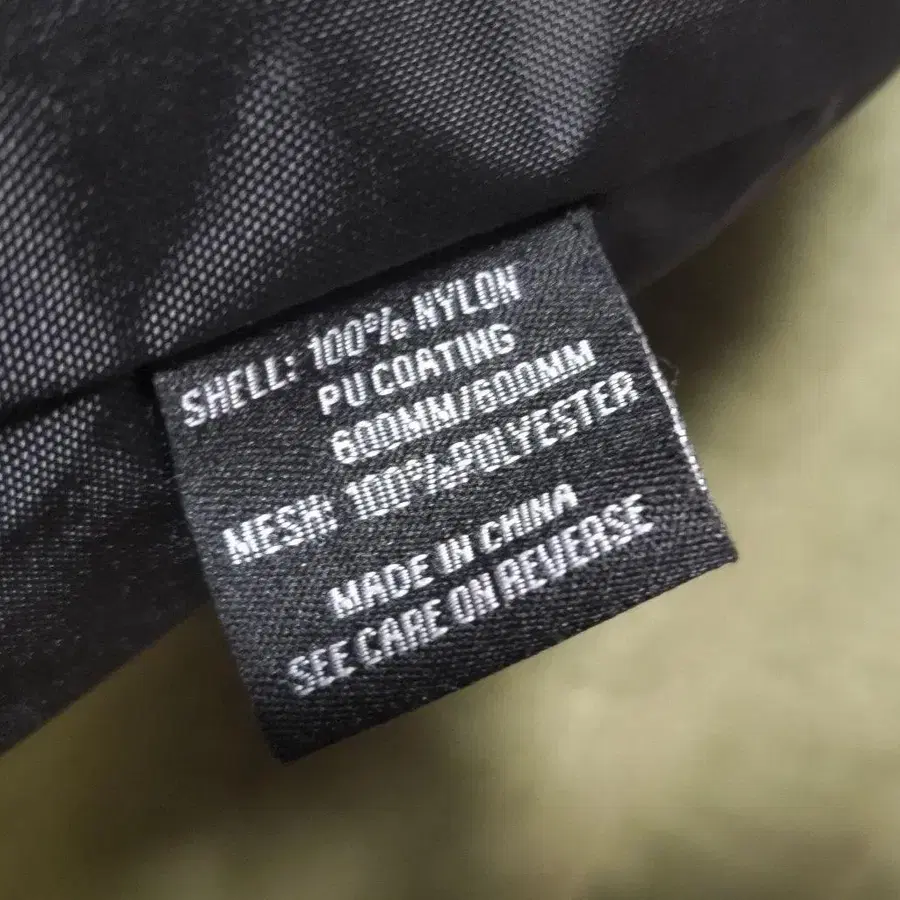 SHELL: 100% NYLON
PU COATING
600MM/600MM
MESH: 100%POLYESTER
MADE IN CHINA
SEE CARE ON REVERSE